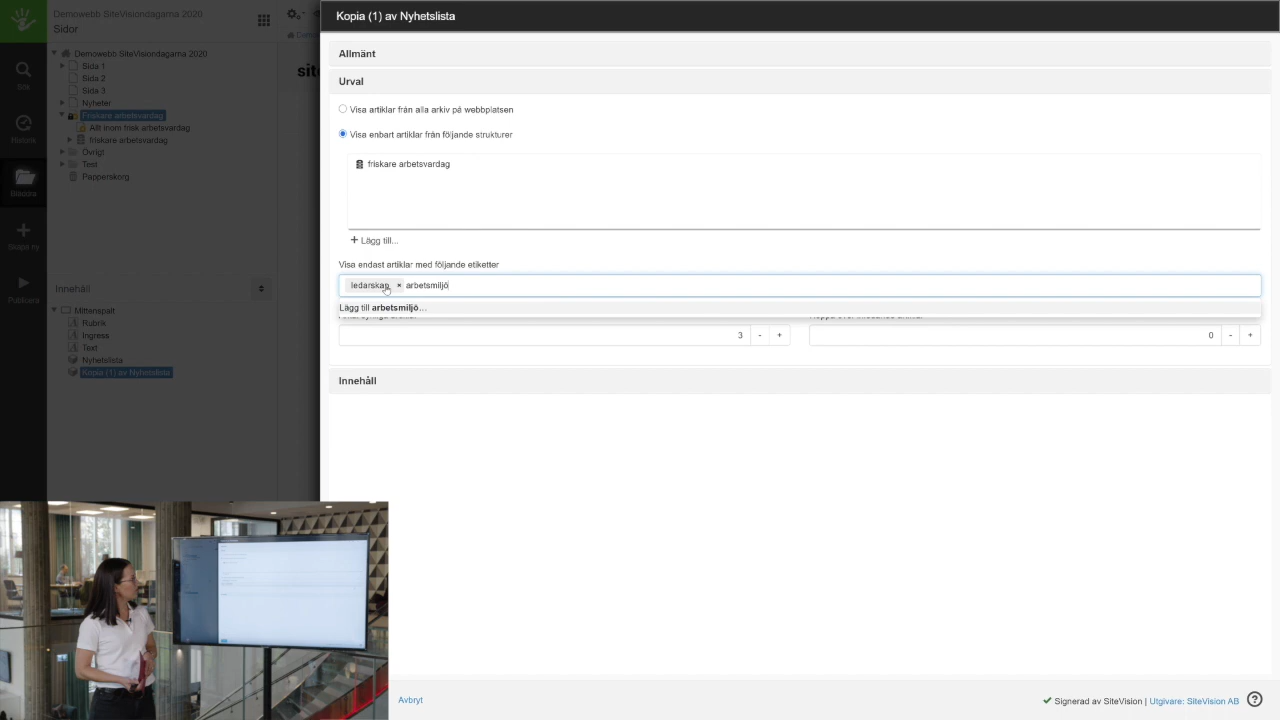 Demowebb SiteVisiondagarna 2020
Sidor
Demowebb SiteVisiondagarna 2020
Sida 1
Sida 2
Sida 3
Nyheter
Friskare arbetsvardag
Allt inom frisk arbetsvardag
friskare arbetsvardag
Övrigt
Test
Papperskorg
Sök
Historik
Bläddra
Skapa ny
Publicera
Innehåll
Mittenspalt
Rubrik
Ingress
Text
Nyhetslista
Kopia (1) av Nyhetslista
Kopia (1) av Nyhetslista
Allmänt
Urval
Visa artiklar från alla arkiv på webbplatsen
Visa enbart artiklar från följande strukturer
friskare arbetsvardag
+ Lägg till...
Visa endast artiklar med följande etiketter
ledarskap × arbetsmiljö
Lägg till arbetsmiljö…
3 - +
0 - +
Innehåll
Avbryt
Signerad av SiteVision | Utgivare: SiteVision AB ?